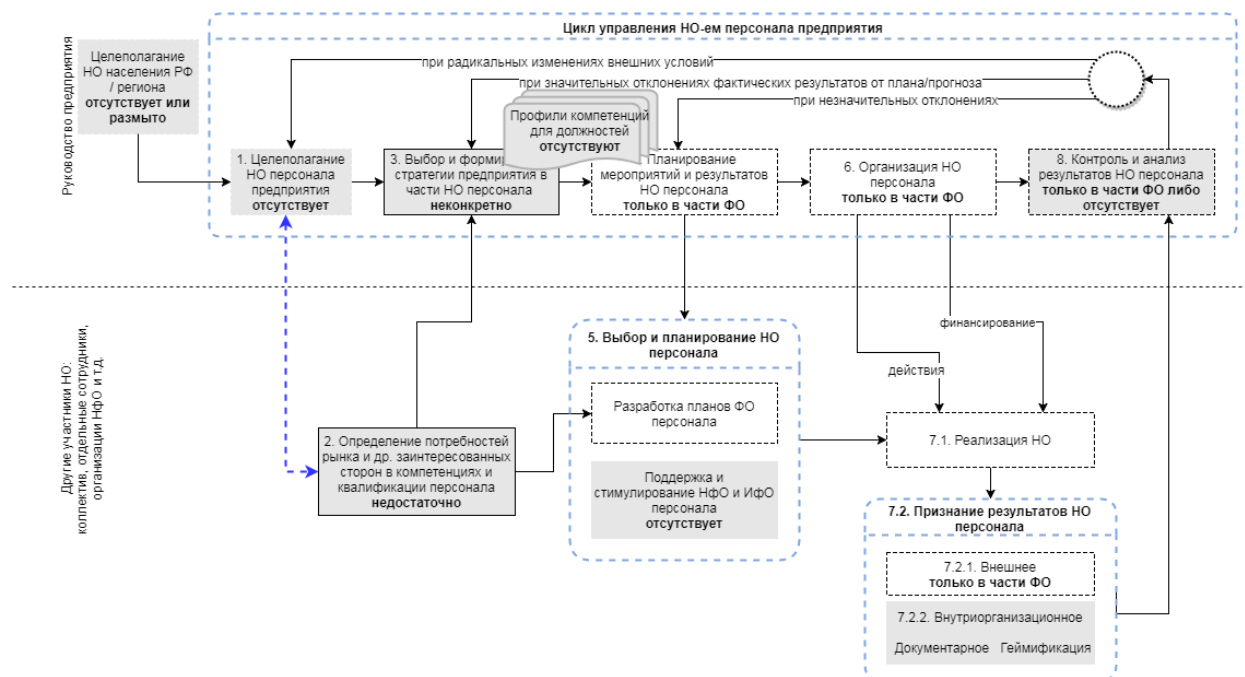 Цикл управления НО-ем персонала предприятия
Руководство предприятия
Целеполагание
НО населения РФ
/ региона
отсутствует или
размыто
при радикальных изменениях внешних условий
при значительных отклонениях фактических результатов от плана/прогноза
при незначительных отклонениях
Профили компетенций
для должностей
отсутствуют
1. Целеполагание
НО персонала
предприятия
отсутствует
3. Выбор и форми
стратегии предприятия в
части НО персонала
неконкретно
Планирование
мероприятий и результатов
НО персонала
только в части ФО
6. Организация НО
персонала
только в части ФО
8. Контроль и анализ
результатов НО персонала
только в части ФО либо
отсутствует
Другие участники НО:
коллектив, отдельные сотрудники,
организации НфО и т.д.
2. Определение потребностей
рынка и др. заинтересованных
сторон в компетенциях и
квалификации персонала
недостаточно
5. Выбор и планирование НО
персонала
Разработка планов ФО
персонала
Поддержка и
стимулирование НфО и ИфО
персонала
отсутствует
финансирование
действия
7.1. Реализация НО
7.2. Признание результатов НО
персонала
7.2.1. Внешнее
только в части ФО
7.2.2. Внутриорганизационное
Документарное Геймификация